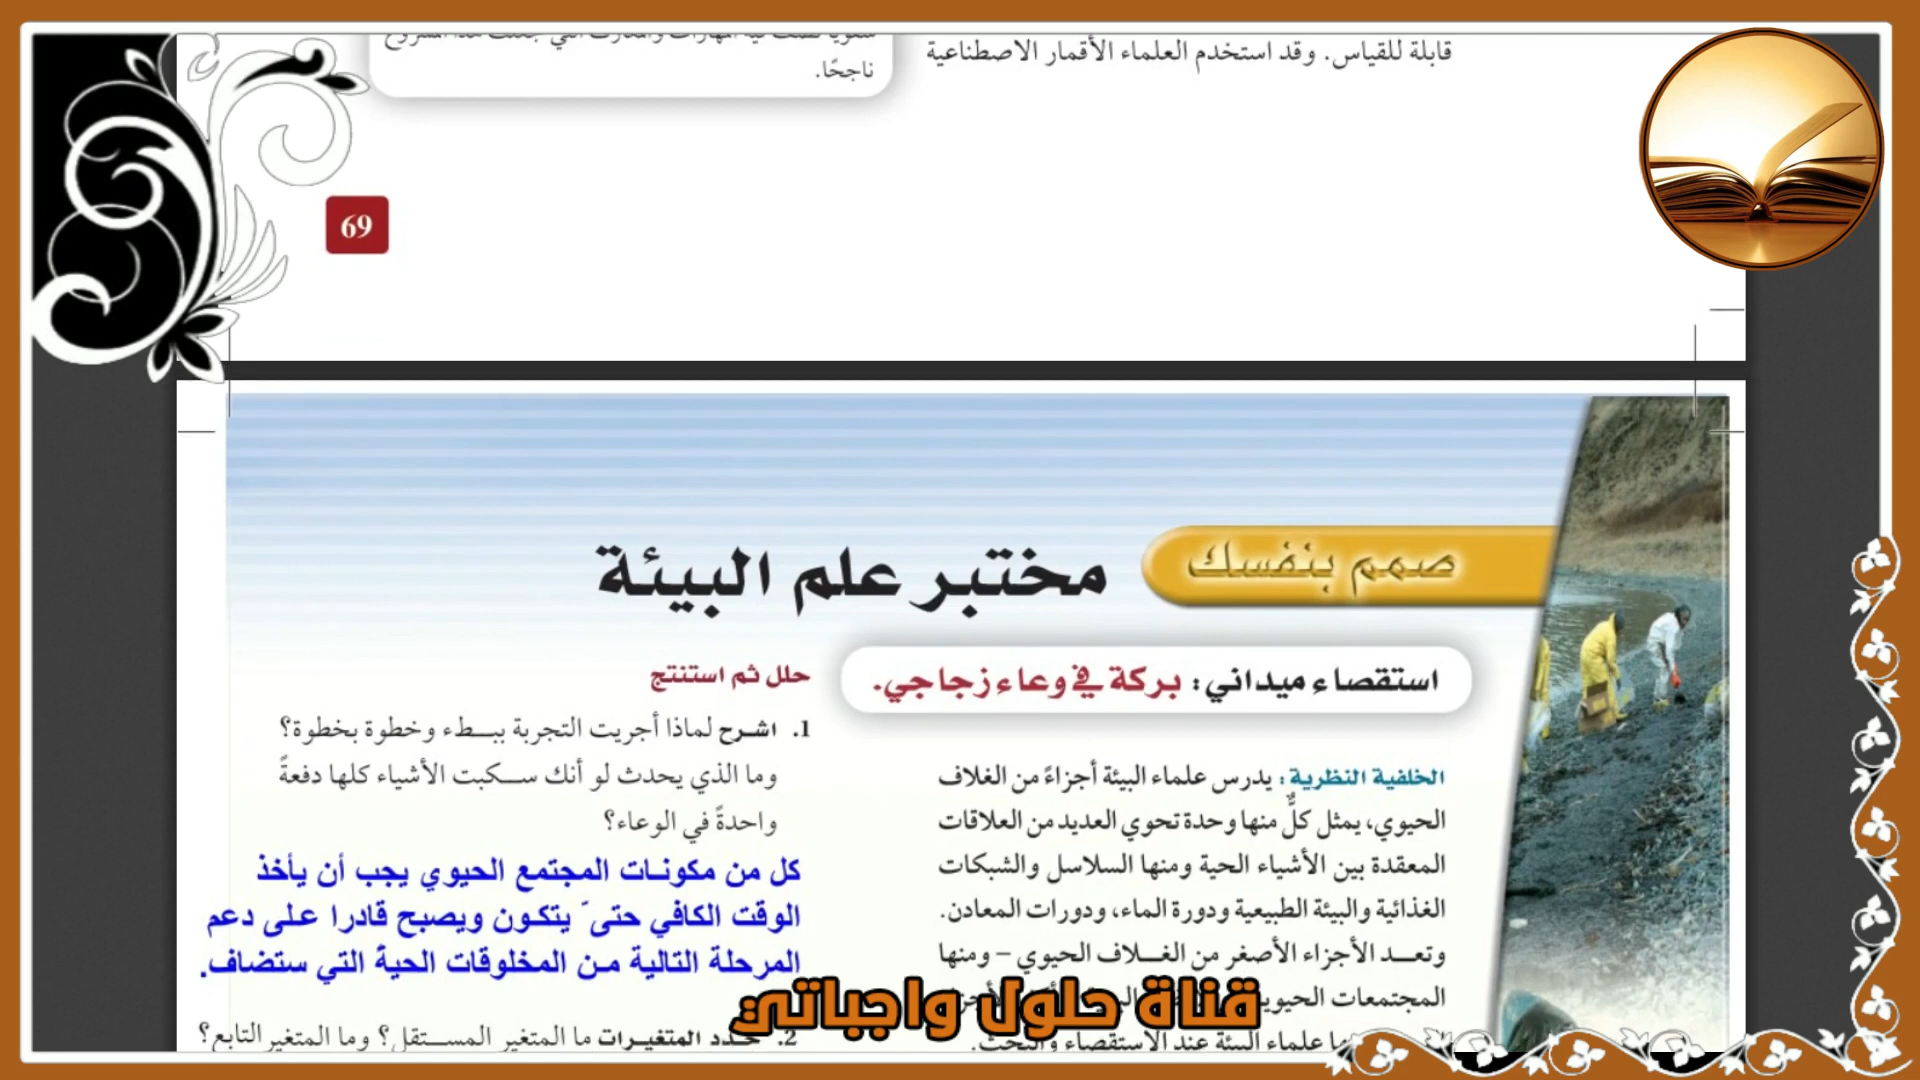 قابلة للقياس. وقد استخدم العلماء الأقمار الاصطناعية
ناجحًا.
69
صمم بنفسك
مختبر علم البيئة
استقصاء ميداني: بركة في وعاء زجاجي.
الخلفية النظرية: يدرس علماء البيئة أجزاءً من الغلاف
الحيوي، يمثل كلٌّ منها وحدة تحوي العديد من العلاقات
المعقدة بين الأشياء الحية ومنها السلاسل والشبكات
الغذائية والبيئة الطبيعية ودورة الماء، ودورات المعادن.
وتعد الأجزاء الأصغر من الغلاف الحيوي – ومنها
المجتمعات الحيوية
علماء البيئة عند الاستقصاء والبحث.
حلل ثم استنتج
1. اشرح لماذا أجريت التجربة ببطء وخطوة بخطوة؟
وما الذي يحدث لو أنك سكبت الأشياء كلها دفعةً
واحدةً في الوعاء؟
كل من مكونات المجتمع الحيوي يجب أن يأخذ
الوقت الكافي حتىّ يتكون ويصبح قادرا على دعم
المرحلة التالية من المخلوقات الحيةً التي ستضاف.
2. حدد المتغيرات ما المتغير المستقل؟ وما المتغير التابع؟
قناة حلول واجباتي